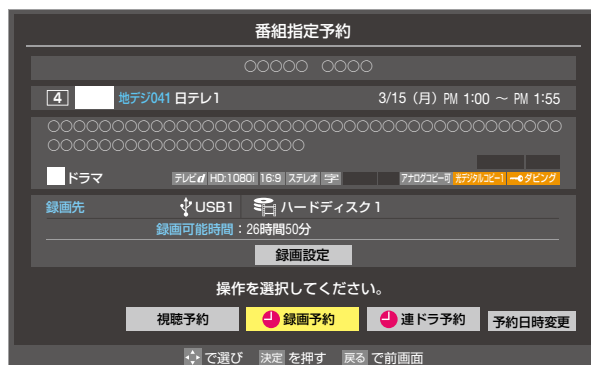 番組指定予約
○○○○○ ○○○○
4 地デジ041 日テレ1 3/15（月）PM 1:00 ～ PM 1:55
○○○○○○○○○○○○○○○○○○○○○○○○○○○○○○○○○○○○○○○○
○○○○○○○○○○○○○○○○○○○○
ドラマ テレビd HD:1080i 16:9 ステレオ 字 アナログコピー可 光デジタルコピー1 ダビング
録画先 USB1 ハードディスク1
録画可能時間：26時間50分
録画設定
操作を選択してください。
視聴予約 録画予約 連ドラ予約 予約日時変更
で選び 決定 を押す 戻る で前画面